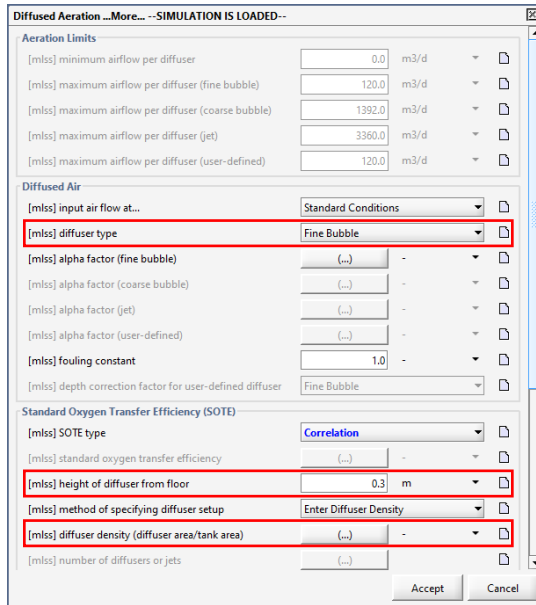 Diffused Aeration ...More... --SIMULATION IS LOADED--
Aeration Limits
[mlss] minimum airflow per diffuser 0.0 m3/d
[mlss] maximum airflow per diffuser (fine bubble) 120.0 m3/d
[mlss] maximum airflow per diffuser (coarse bubble) 1392.0 m3/d
[mlss] maximum airflow per diffuser (jet) 3360.0 m3/d
[mlss] maximum airflow per diffuser (user-defined) 120.0 m3/d
Diffused Air
[mlss] input air flow at... Standard Conditions
[mlss] diffuser type Fine Bubble
[mlss] alpha factor (fine bubble) (...) -
[mlss] alpha factor (coarse bubble) (...) -
[mlss] alpha factor (jet) (...) -
[mlss] alpha factor (user-defined) (...) -
[mlss] fouling constant 1.0 -
[mlss] depth correction factor for user-defined diffuser Fine Bubble
Standard Oxygen Transfer Efficiency (SOTE)
[mlss] SOTE type Correlation
[mlss] standard oxygen transfer efficiency (...) -
[mlss] height of diffuser from floor 0.3 m
[mlss] method of specifying diffuser setup Enter Diffuser Density
[mlss] diffuser density (diffuser area/tank area) (...) -
[mlss] number of diffusers or jets (...)
Accept Cancel